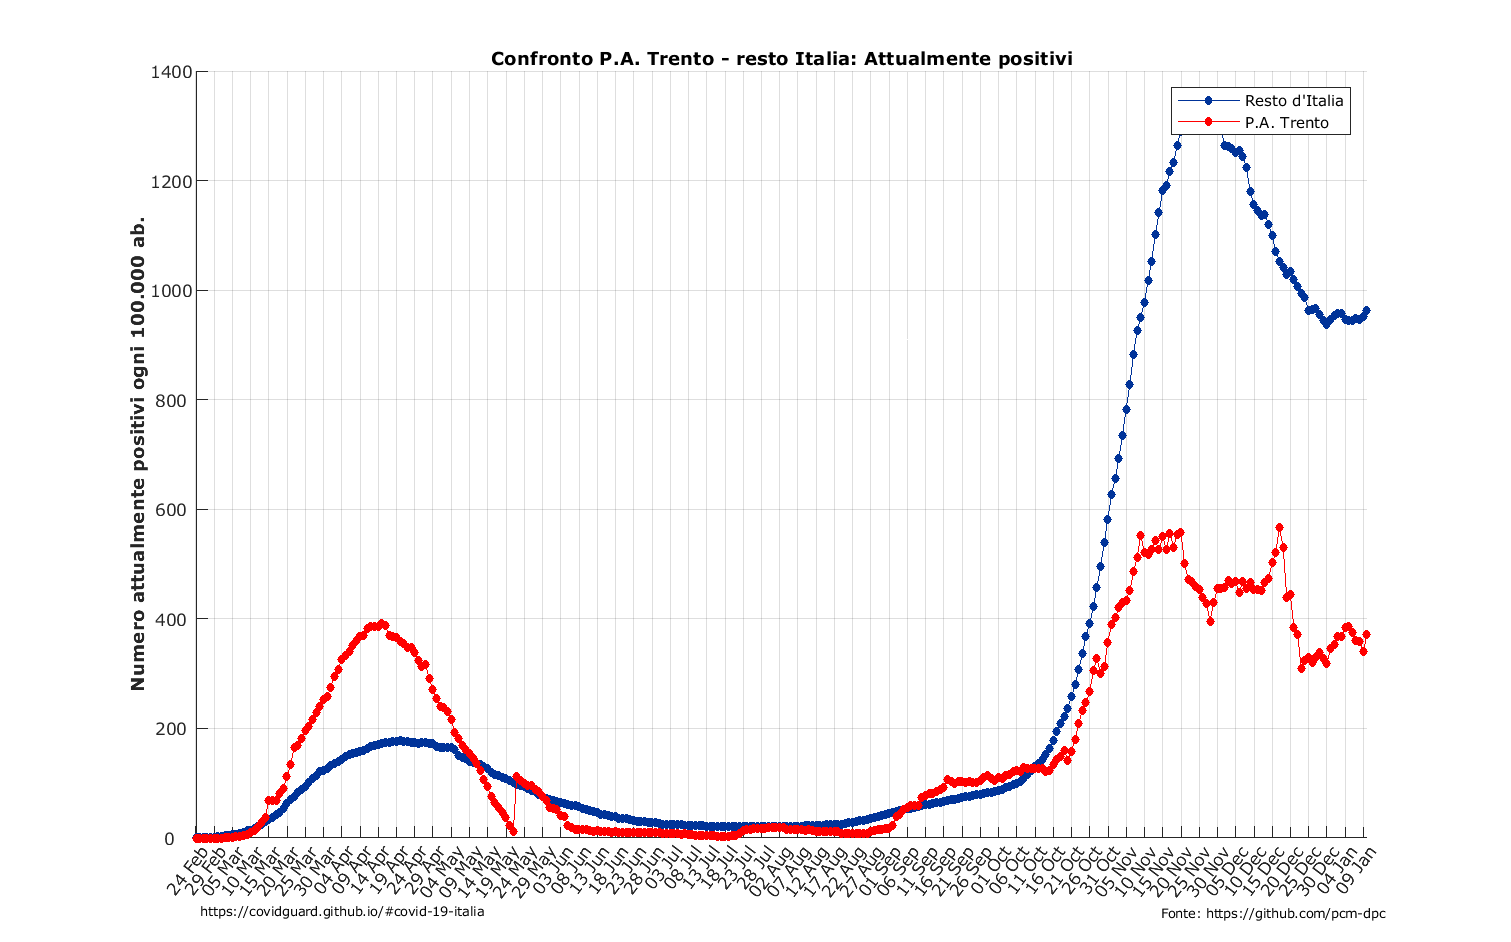 Confronto P.A. Trento - resto Italia: Attualmente positivi
Resto d'Italia
P.A. Trento
Numero attualmente positivi ogni 100.000 ab.
1400
1200
1000
800
600
400
200
0
24 Feb
29 Feb
05 Mar
10 Mar
15 Mar
20 Mar
25 Mar
30 Mar
04 Apr
09 Apr
14 Apr
19 Apr
24 Apr
29 Apr
04 May
09 May
14 May
19 May
24 May
29 May
03 Jun
08 Jun
13 Jun
18 Jun
23 Jun
28 Jun
03 Jul
08 Jul
13 Jul
18 Jul
23 Jul
28 Jul
02 Aug
07 Aug
12 Aug
17 Aug
22 Aug
27 Aug
01 Sep
06 Sep
11 Sep
16 Sep
21 Sep
26 Sep
01 Oct
06 Oct
11 Oct
16 Oct
21 Oct
26 Oct
31 Oct
05 Nov
10 Nov
15 Nov
20 Nov
25 Nov
30 Nov
05 Dec
10 Dec
15 Dec
20 Dec
25 Dec
30 Dec
04 Jan
09 Jan
https://covidguard.github.io/#covid-19-italia
Fonte: https://github.com/pcm-dpc